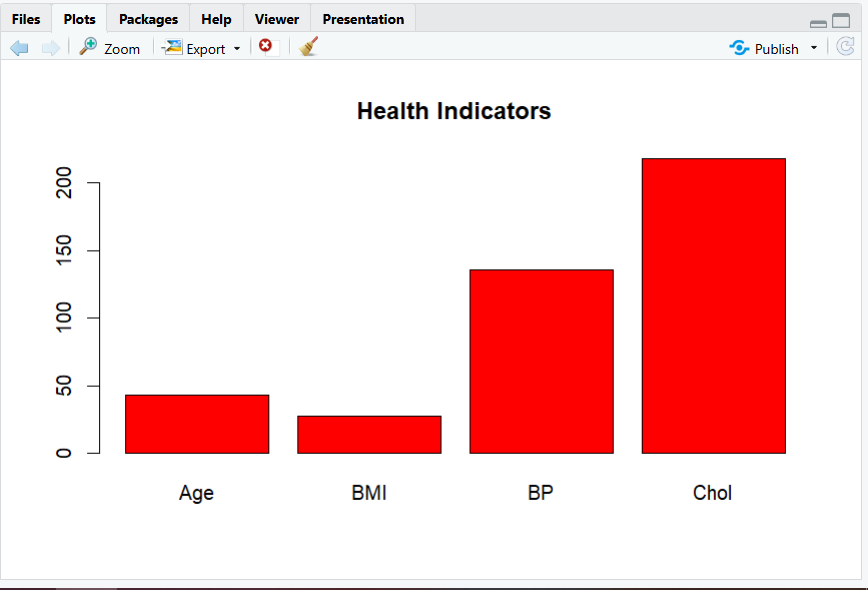 Files Plots Packages Help Viewer Presentation
Zoom Export Publish
Health Indicators
200
150
100
50
0
Age BMI BP Chol